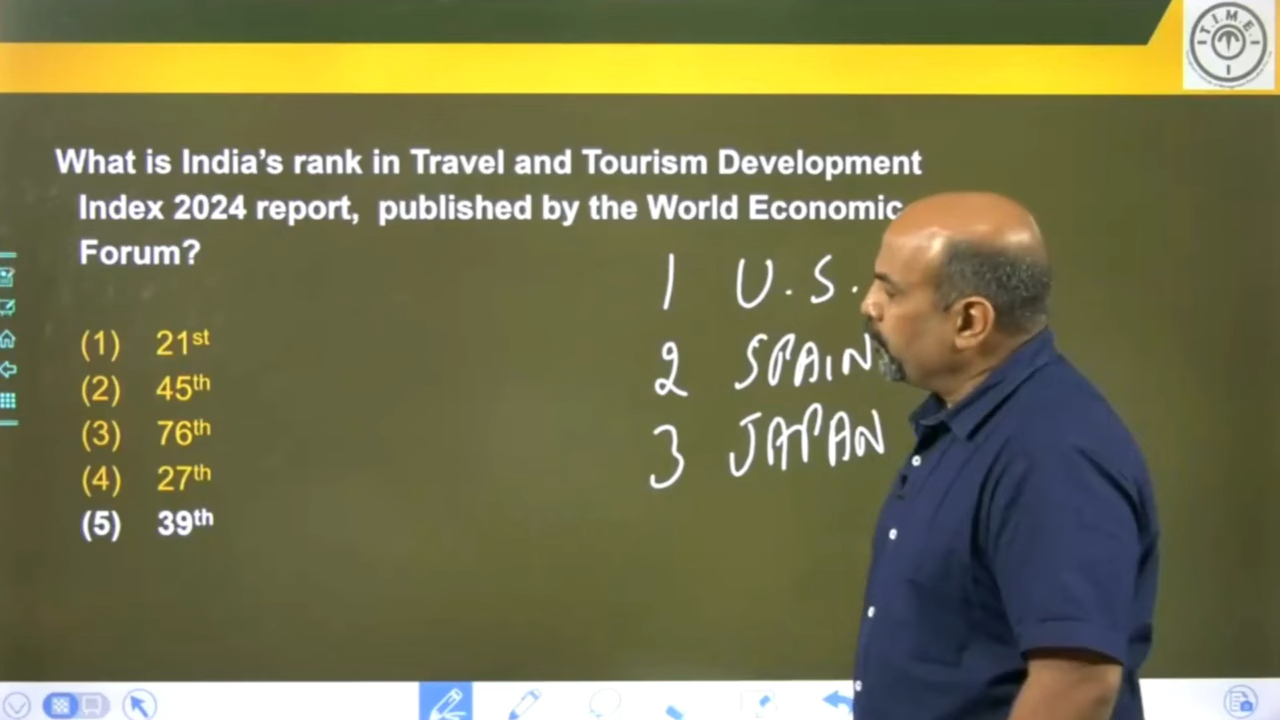 T.I.M.E.
What is India's rank in Travel and Tourism Development
Index 2024 report, published by the World Economic
Forum?
(1) 21st
(2) 45th
(3) 76th
(4) 27th
(5) 39th
1 U.S.
2 SPAIN
3 JAPAN